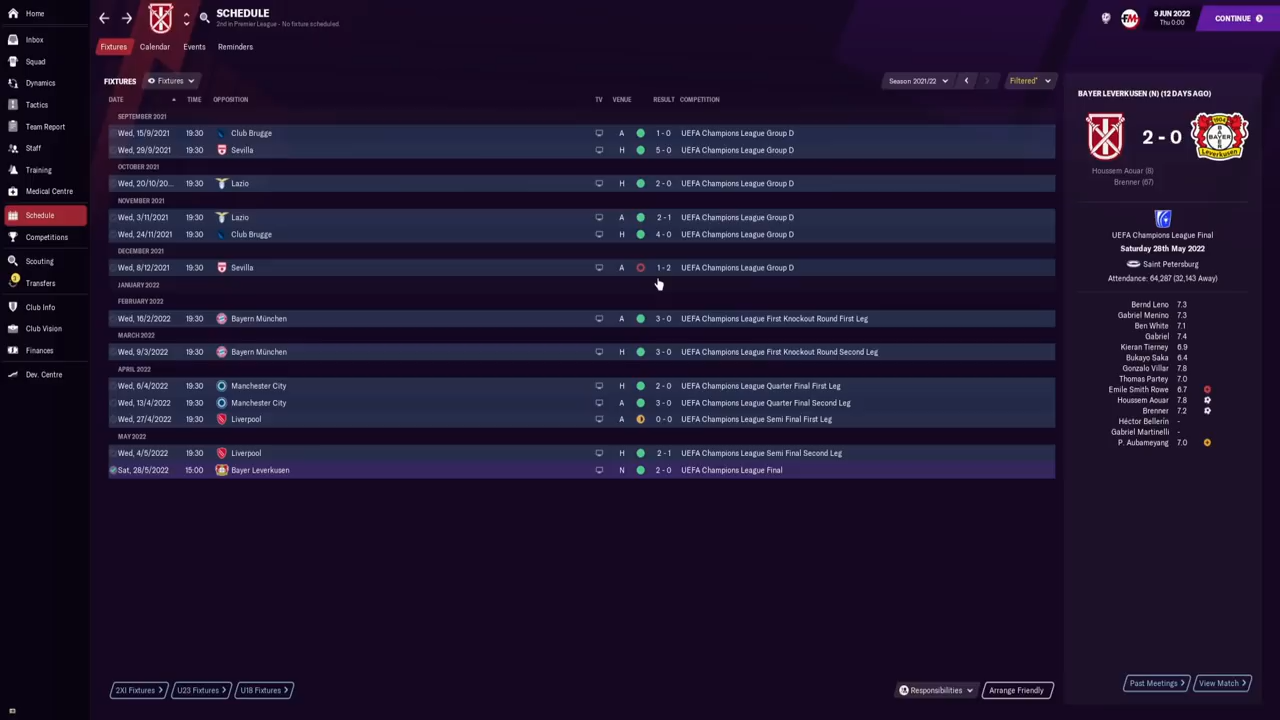 Home
Inbox
Squad
Dynamics
Tactics
Team Report
Staff
Training
Medical Centre
Schedule
Competitions
Scouting
Transfers
Club Info
Club Vision
Finances
Dev. Centre
SCHEDULE
2nd in Premier League - No fixture scheduled.
9 JUN 2022
Thu 0:00
CONTINUE
Fixtures Calendar Events Reminders
FIXTURES Fixtures Season 2021/22 Filtered*
DATE TIME OPPOSITION TV VENUE RESULT COMPETITION
SEPTEMBER 2021
Wed, 15/9/2021 19:30 Club Brugge A 1 - 0 UEFA Champions League Group D
Wed, 29/9/2021 19:30 Sevilla H 5 - 0 UEFA Champions League Group D
OCTOBER 2021
Wed, 20/10/20... 19:30 Lazio H 2 - 0 UEFA Champions League Group D
NOVEMBER 2021
Wed, 3/11/2021 19:30 Lazio A 2 - 1 UEFA Champions League Group D
Wed, 24/11/2021 19:30 Club Brugge H 4 - 0 UEFA Champions League Group D
DECEMBER 2021
Wed, 8/12/2021 19:30 Sevilla A 1 - 2 UEFA Champions League Group D
JANUARY 2022
FEBRUARY 2022
Wed, 16/2/2022 19:30 Bayern München A 3 - 0 UEFA Champions League First Knockout Round First Leg
MARCH 2022
Wed, 9/3/2022 19:30 Bayern München H 3 - 0 UEFA Champions League First Knockout Round Second Leg
APRIL 2022
Wed, 6/4/2022 19:30 Manchester City H 2 - 0 UEFA Champions League Quarter Final First Leg
Wed, 13/4/2022 19:30 Manchester City A 3 - 0 UEFA Champions League Quarter Final Second Leg
Wed, 27/4/2022 19:30 Liverpool A 0 - 0 UEFA Champions League Semi Final First Leg
MAY 2022
Wed, 4/5/2022 19:30 Liverpool H 2 - 1 UEFA Champions League Semi Final Second Leg
Sat, 28/5/2022 15:00 Bayer Leverkusen N 2 - 0 UEFA Champions League Final
2XI Fixtures U23 Fixtures U18 Fixtures Responsibilities Arrange Friendly
BAYER LEVERKUSEN (N) (12 DAYS AGO)
2 - 0
Houssem Aouar (8)
Brenner (67)
UEFA Champions League Final
Saturday 28th May 2022
Saint Petersburg
Attendance: 64,287 (32,143 Away)
Bernd Leno 7.3
Gabriel Menino 7.3
Ben White 7.1
Gabriel 7.4
Kieran Tierney 6.9
Bukayo Saka 6.4
Gonzalo Villar 7.8
Thomas Partey 7.0
Emile Smith Rowe 6.7
Houssem Aouar 7.8
Brenner 7.2
Héctor Bellerín -
Gabriel Martinelli -
P. Aubameyang 7.0
Past Meetings View Match